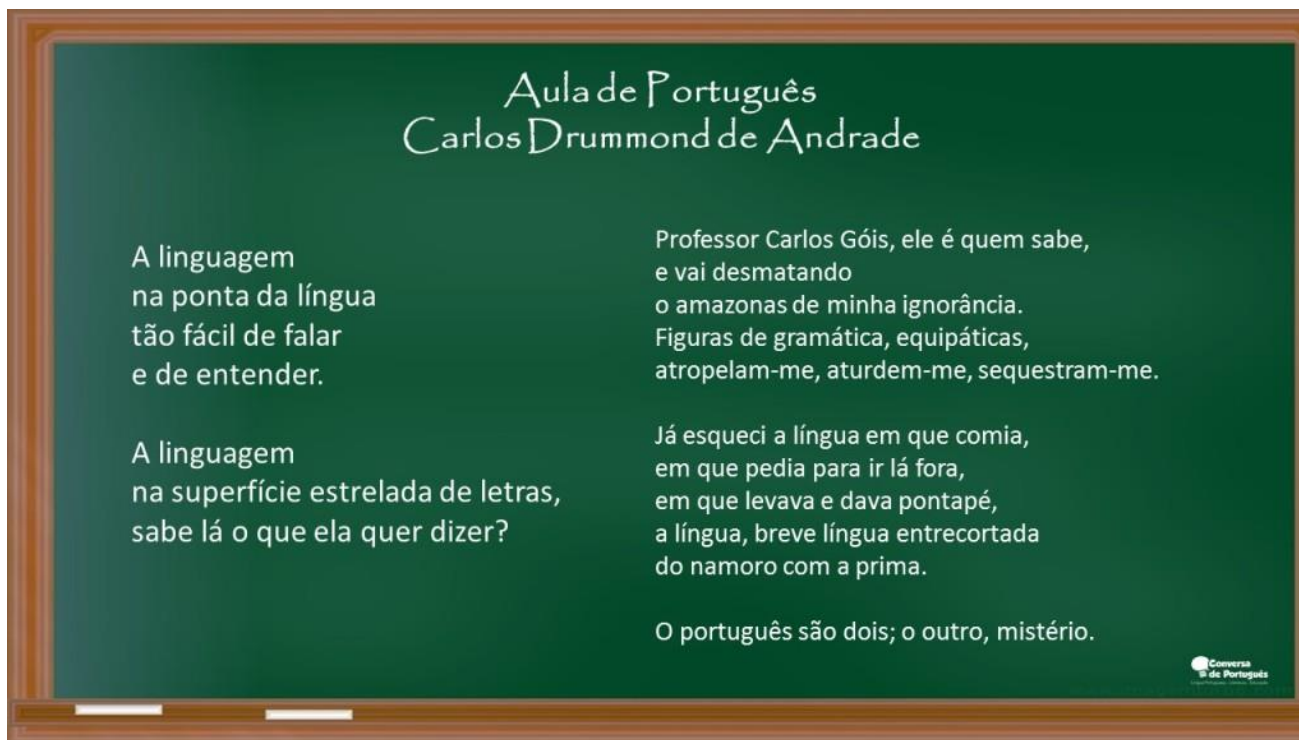 Aula de Português
Carlos Drummond de Andrade
A linguagem
na ponta da língua
tão fácil de falar
e de entender.
A linguagem
na superfície estrelada de letras,
sabe lá o que ela quer dizer?
Professor Carlos Góis, ele é quem sabe,
e vai desmatando
o amazonas de minha ignorância.
Figuras de gramática, equipáticas,
atropelam-me, aturdem-me, sequestram-me.
Já esqueci a língua em que comia,
em que pedia para ir lá fora,
em que levava e dava pontapé,
a língua, breve língua entrecortada
do namoro com a prima.
O português são dois; o outro, mistério.
Conversa
de Português